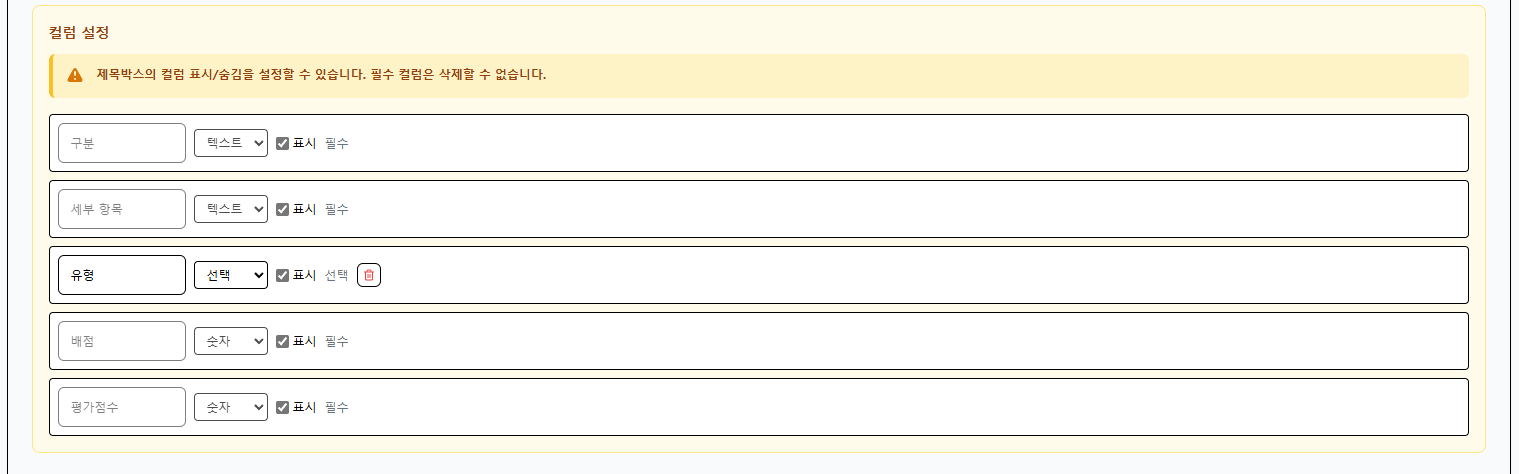 컬럼 설정
제목박스의 컬럼 표시/숨김을 설정할 수 있습니다. 필수 컬럼은 삭제할 수 없습니다.
구분 텍스트 표시 필수
세부 항목 텍스트 표시 필수
유형 선택 표시 선택
배점 숫자 표시 필수
평가점수 숫자 표시 필수